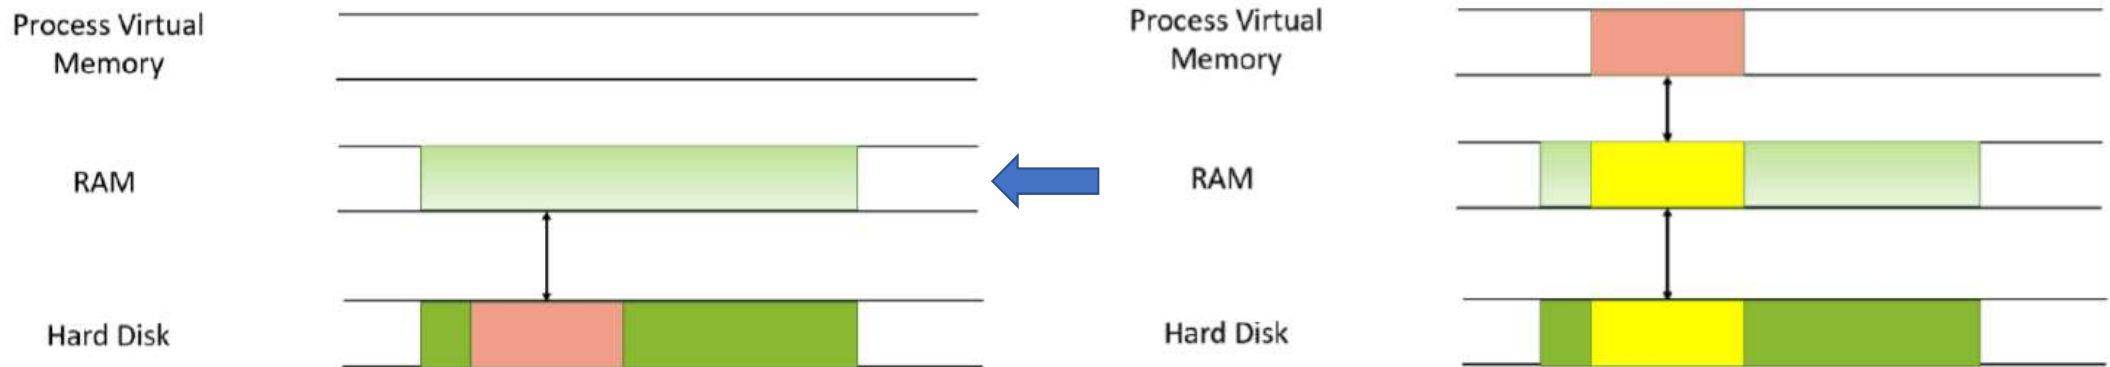 Process Virtual
Memory
RAM
Hard Disk
Process Virtual
Memory
RAM
Hard Disk